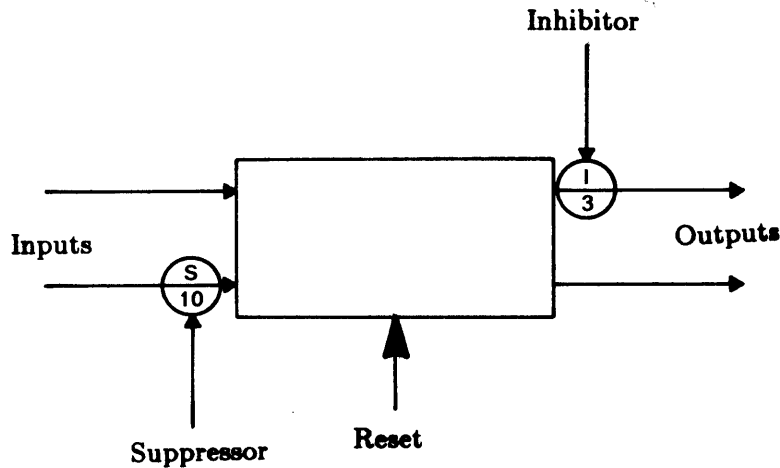 Inhibitor
I
3
Inputs
Outputs
S
10
Suppressor
Reset